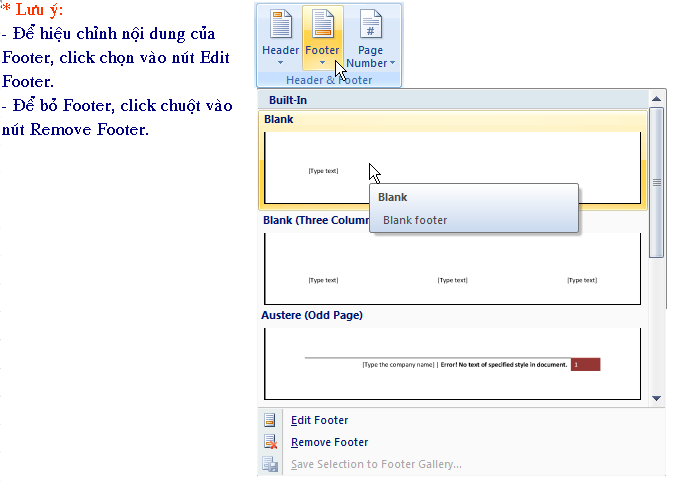 * Lưu ý:
- Để hiệu chỉnh nội dung của
Footer, click chọn vào nút Edit
Footer.
- Để bỏ Footer, click chuột vào
nút Remove Footer.
Header Footer Page
Number
#
Header & Footer
Built-In
Blank
[Type text]
Blank
Blank footer
Blank (Three Column
[Type text] [Type text] [Type text]
Austere (Odd Page)
[Type the company name] | Error! No text of specified style in document. 1
Edit Footer
Remove Footer
Save Selection to Footer Gallery...